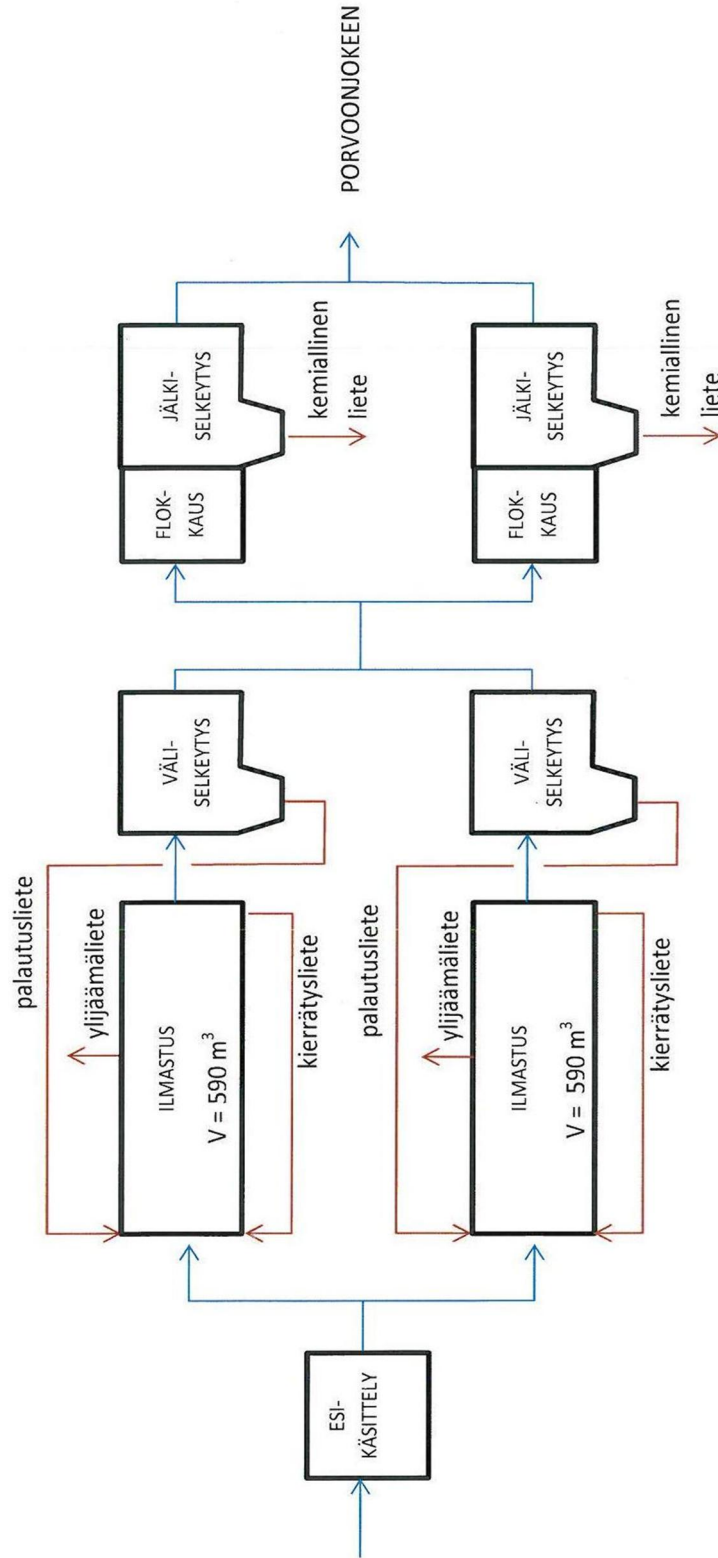 ESI-
KÄSITTELY
palautusliete
ylijäämäliete
ILMASTUS
V = 590 m³
kierrätysliete
VÄLI-
SELKEYTYS
FLOK-
KAUS
JÄLKI-
SELKEYTYS
kemiallinen
liete
palautusliete
ylijäämäliete
ILMASTUS
V = 590 m³
kierrätysliete
VÄLI-
SELKEYTYS
FLOK-
KAUS
JÄLKI-
SELKEYTYS
kemiallinen
liete
PORVOONJOKEEN